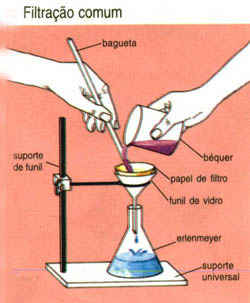 Filtração comum
bagueta
béquer
suporte
de funil
papel de filtro
funil de vidro
erlenmeyer
suporte
universal